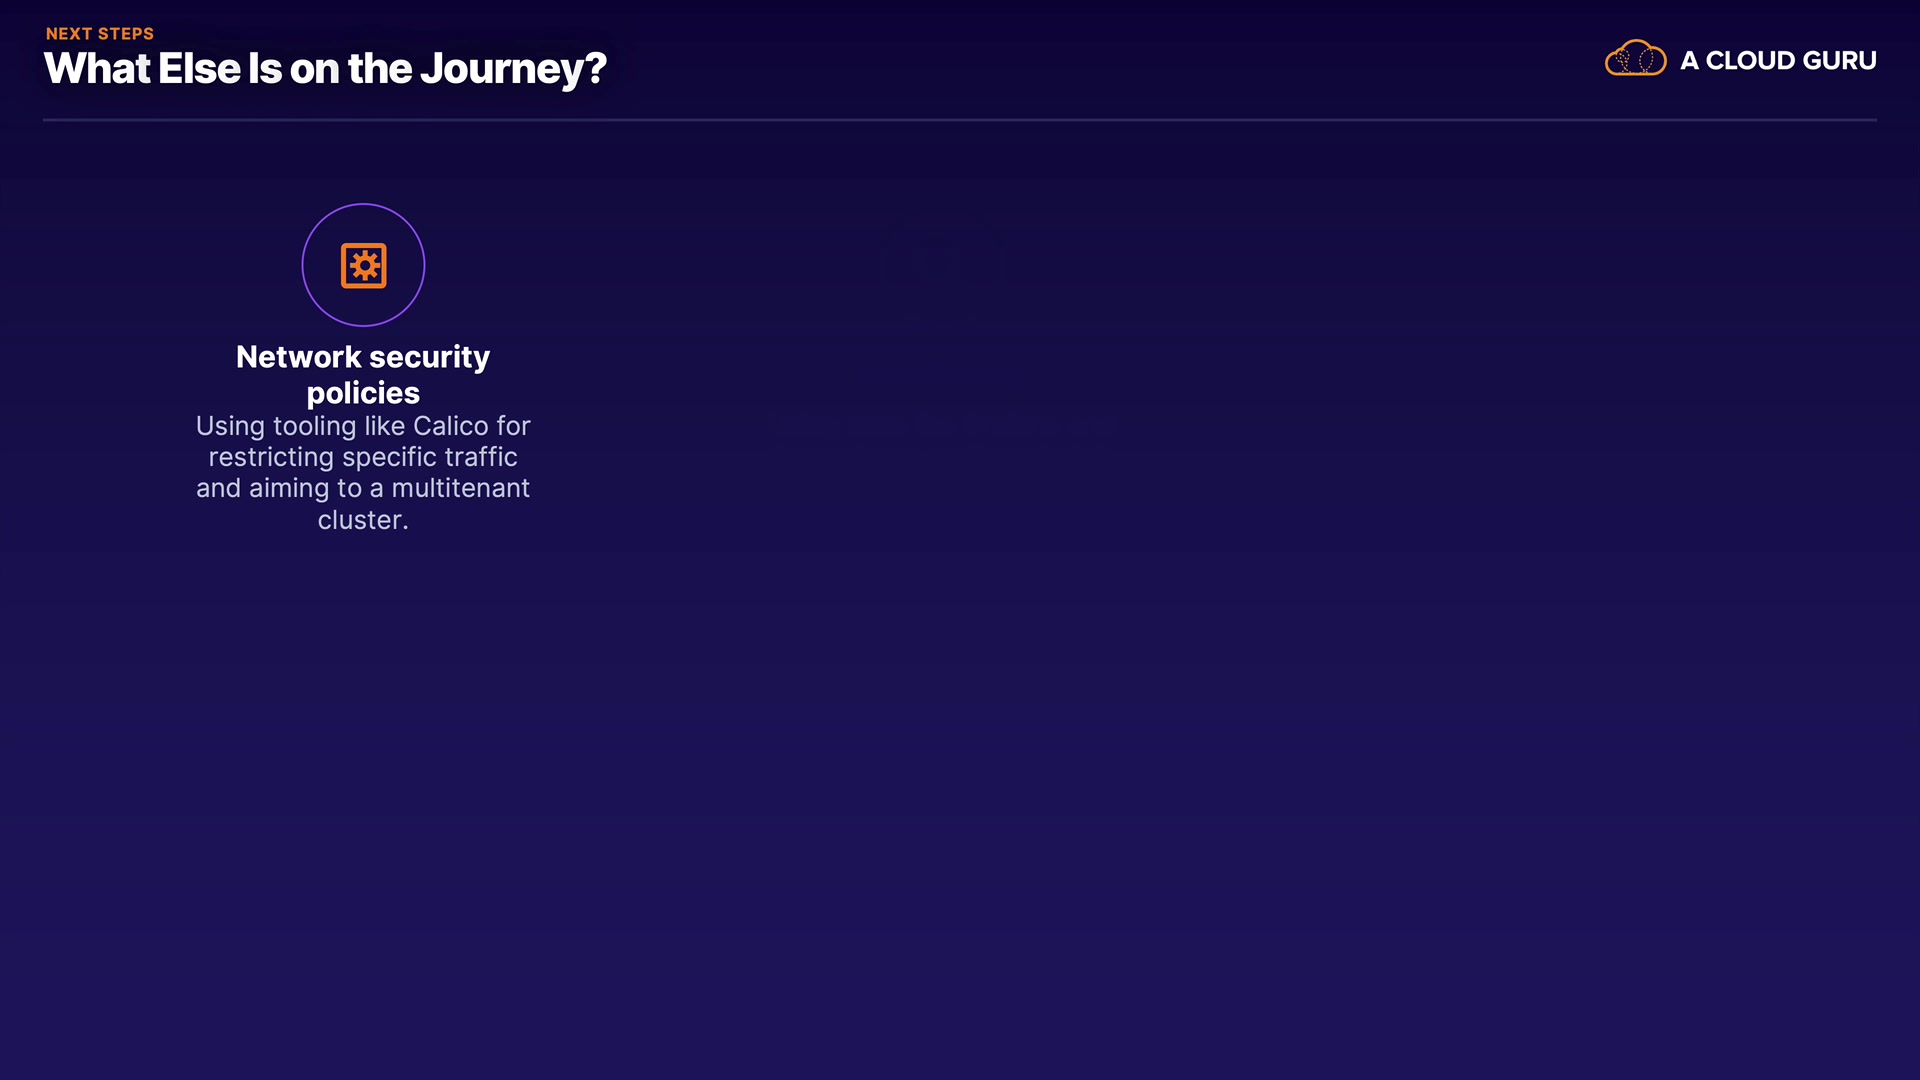 NEXT STEPS
What Else Is on the Journey?
A CLOUD GURU
Network security
policies
Using tooling like Calico for
restricting specific traffic
and aiming to a multitenant
cluster.